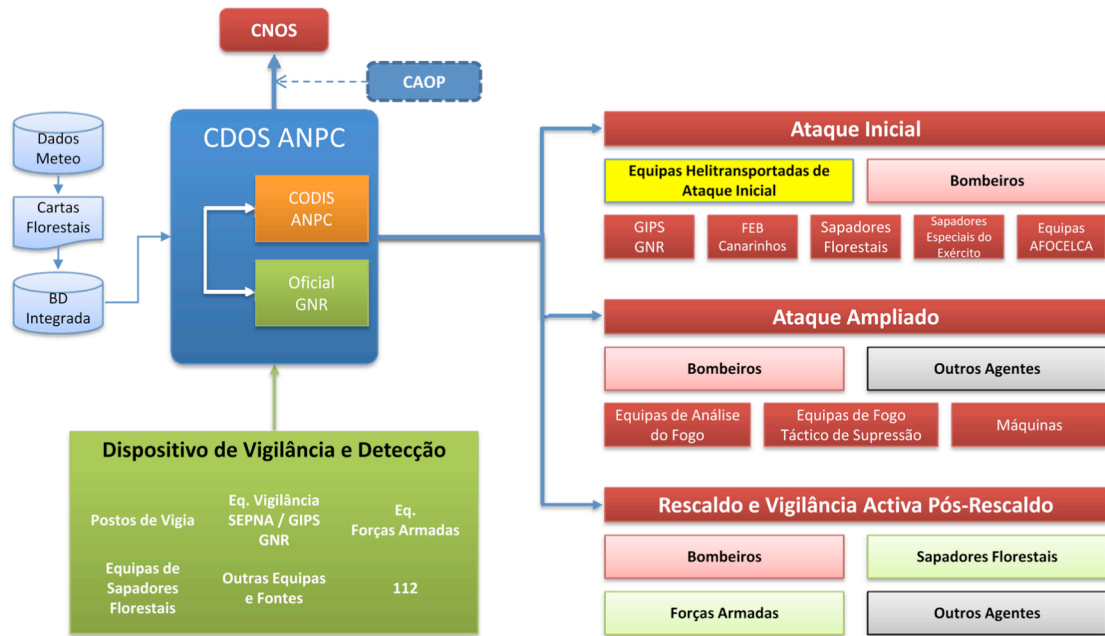 CNOS
CAOP
Dados
Meteo
Cartas
Florestais
BD
Integrada
CDOS ANPC
CODIS
ANPC
Oficial
GNR
Dispositivo de Vigilância e Detecção
Postos de Vigia
Eq. Vigilância
SEPNA / GIPS
GNR
Eq.
Forças Armadas
Equipas de
Sapadores
Florestais
Outras Equipas
e Fontes
112
Ataque Inicial
Equipas Helitransportadas de
Ataque Inicial
Bombeiros
GIPS
GNR
FEB
Canarinhos
Sapadores
Florestais
Sapadores
Especiais do
Exército
Equipas
AFOCELCA
Ataque Ampliado
Bombeiros
Outros Agentes
Equipas de Análise
do Fogo
Equipas de Fogo
Táctico de Supressão
Máquinas
Rescaldo e Vigilância Activa Pós-Rescaldo
Bombeiros
Sapadores Florestais
Forças Armadas
Outros Agentes